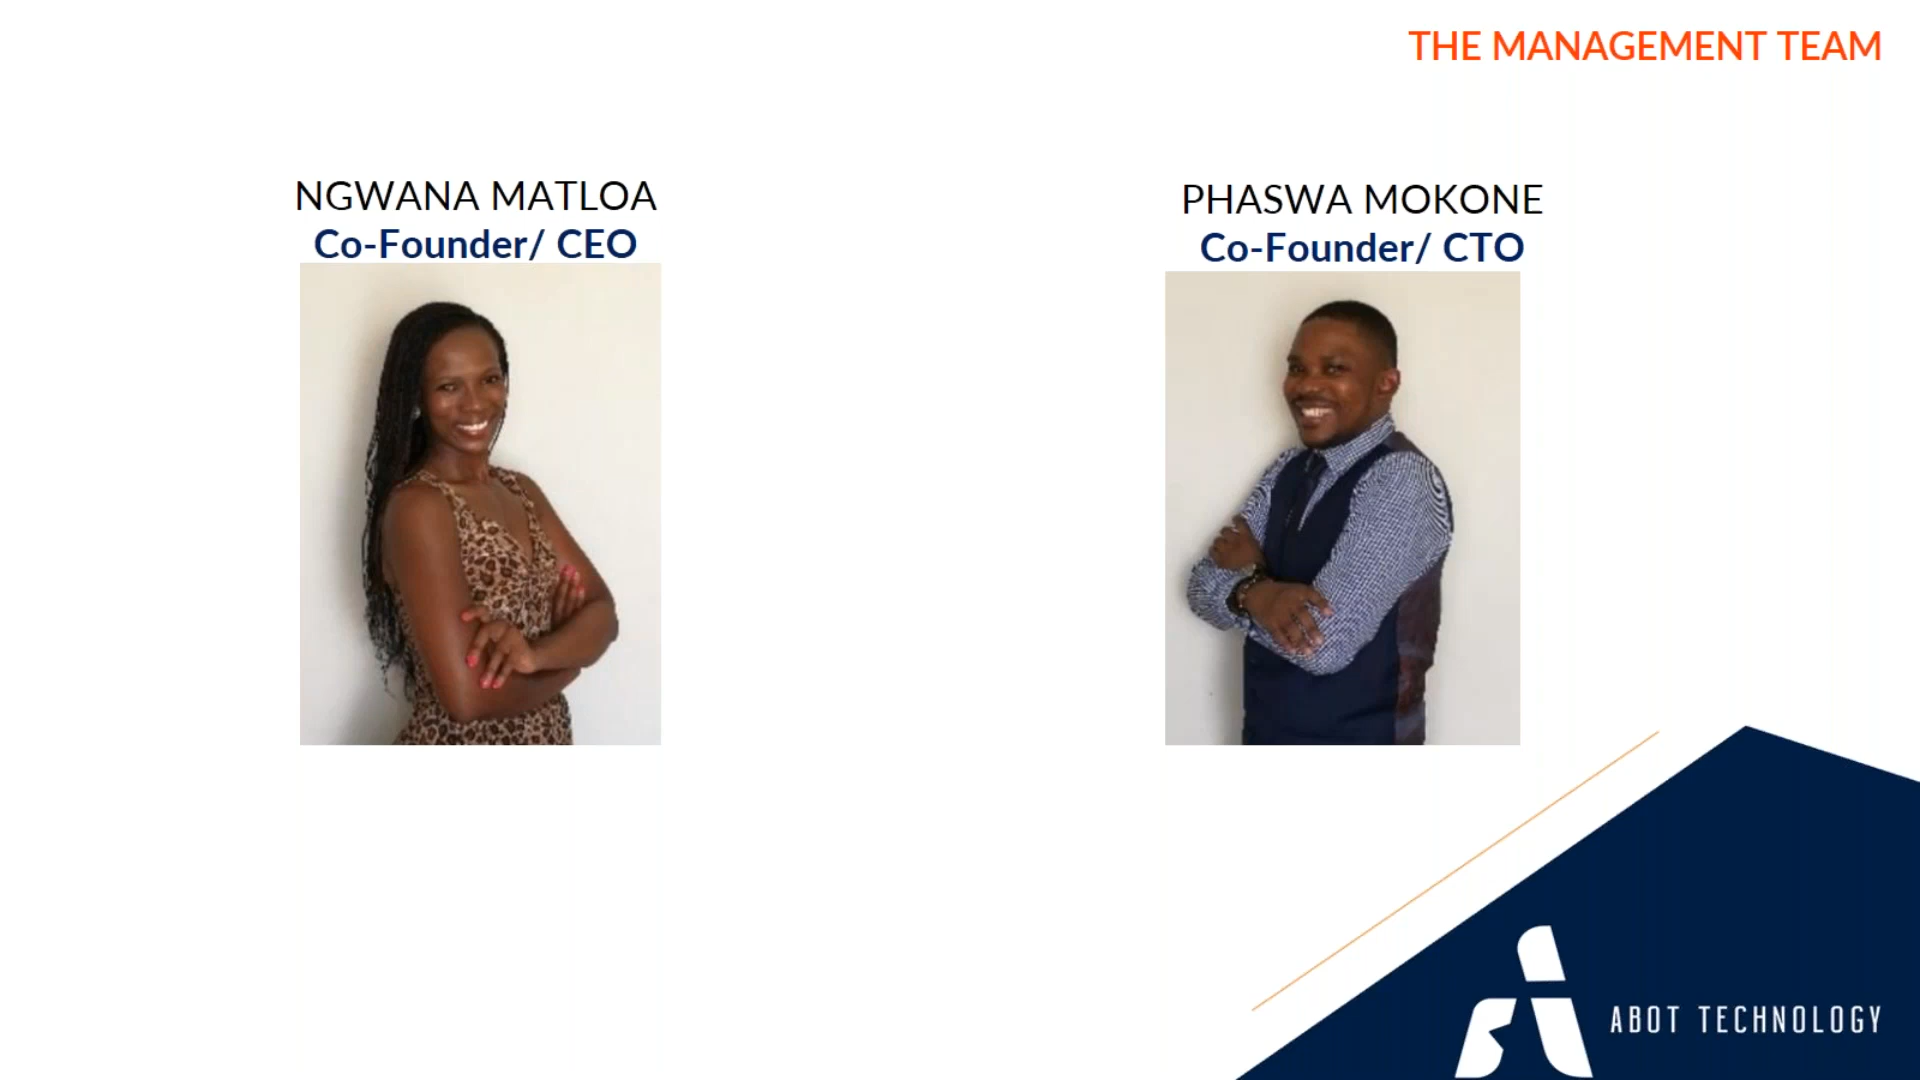 THE MANAGEMENT TEAM
NGWANA MATLOA
Co-Founder/ CEO
PHASWA MOKONE
Co-Founder/ CTO
ABOT TECHNOLOGY